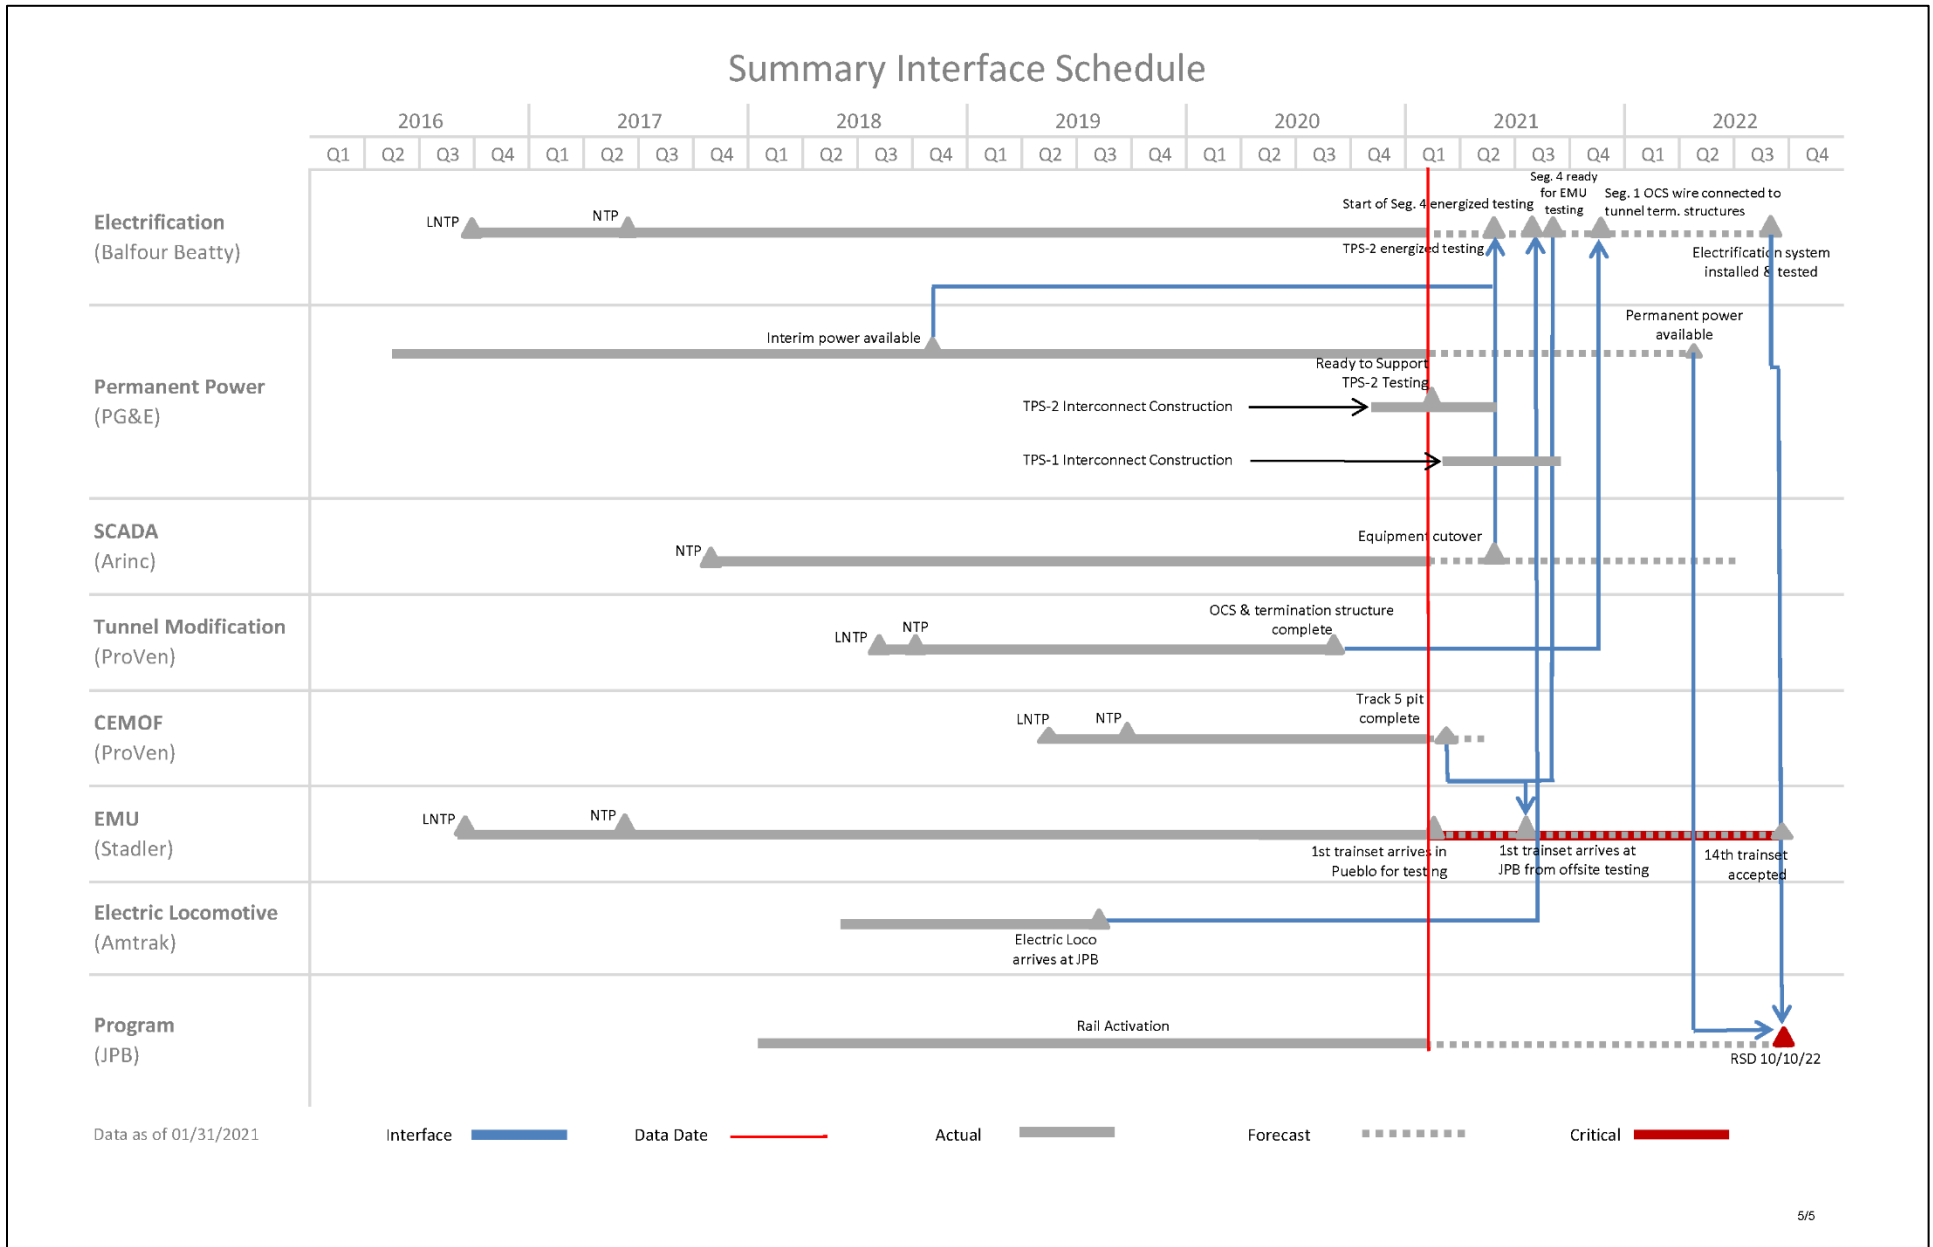 Summary Interface Schedule
2016 2017 2018 2019 2020 2021 2022
Q1 Q2 Q3 Q4 Q1 Q2 Q3 Q4 Q1 Q2 Q3 Q4 Q1 Q2 Q3 Q4 Q1 Q2 Q3 Q4 Q1 Q2 Q3 Q4 Q1 Q2 Q3 Q4
Electrification
(Balfour Beatty)
LNTP
NTP
Start of Seg. 4 energized testing
TPS-2 energized testing
Seg. 4 ready
for EMU
testing
Seg. 1 OCS wire connected to
tunnel term. structures
Electrification system
installed & tested
Permanent Power
(PG&E)
Interim power available
Permanent power
available
Ready to Support
TPS-2 Testing
TPS-2 Interconnect Construction
TPS-1 Interconnect Construction
SCADA
(Arinc)
NTP
Equipment cutover
Tunnel Modification
(ProVen)
LNTP
NTP
OCS & termination structure
complete
CEMOF
(ProVen)
LNTP
NTP
Track 5 pit
complete
EMU
(Stadler)
LNTP
NTP
1st trainset arrives in
Pueblo for testing
1st trainset arrives at
JPB from offsite testing
14th trainset
accepted
Electric Locomotive
(Amtrak)
Electric Loco
arrives at JPB
Program
(JPB)
Rail Activation
RSD 10/10/22
Data as of 01/31/2021
Interface
Data Date
Actual
Forecast
Critical
5/5